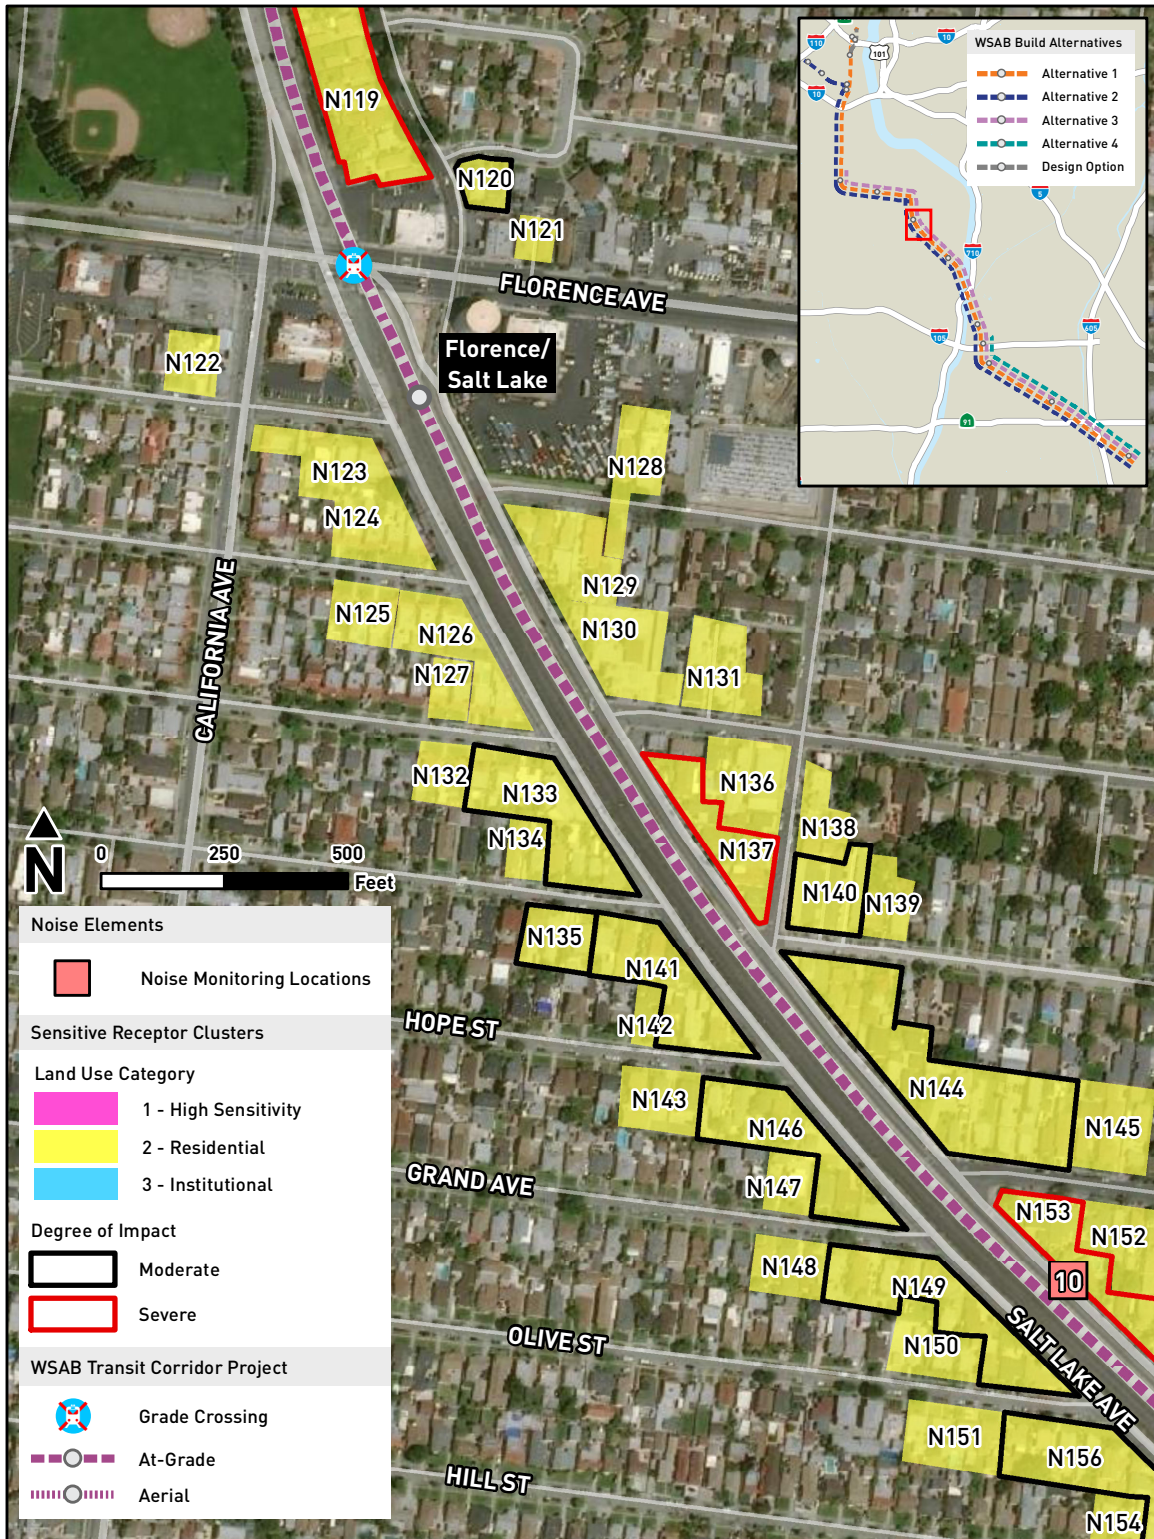 N119
N120
N121
FLORENCE AVE
N122
Florence/
Salt Lake
N123
N124
N128
CALIFORNIA AVE
N125
N126
N127
N129
N130
N131
N132
N133
N134
N136
N137
N138
N140
N139
N135
N141
N142
HOPE ST
N143
N144
N145
N146
N147
GRAND AVE
N153
N152
10
N148
N149
N150
OLIVE ST
SALT LAKE AVE
N151
N156
N154
HILL ST
N
0 250 500
Feet
Noise Elements
Noise Monitoring Locations
Sensitive Receptor Clusters
Land Use Category
1 - High Sensitivity
2 - Residential
3 - Institutional
Degree of Impact
Moderate
Severe
WSAB Transit Corridor Project
Grade Crossing
At-Grade
Aerial
WSAB Build Alternatives
Alternative 1
Alternative 2
Alternative 3
Alternative 4
Design Option
110
101
10
10
5
710
105
605
91